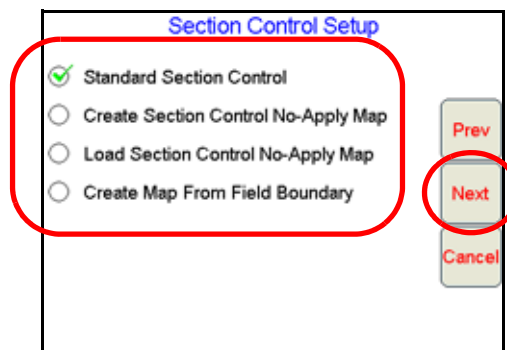 Section Control Setup
Standard Section Control
Create Section Control No-Apply Map
Load Section Control No-Apply Map
Create Map From Field Boundary
Prev
Next
Cancel